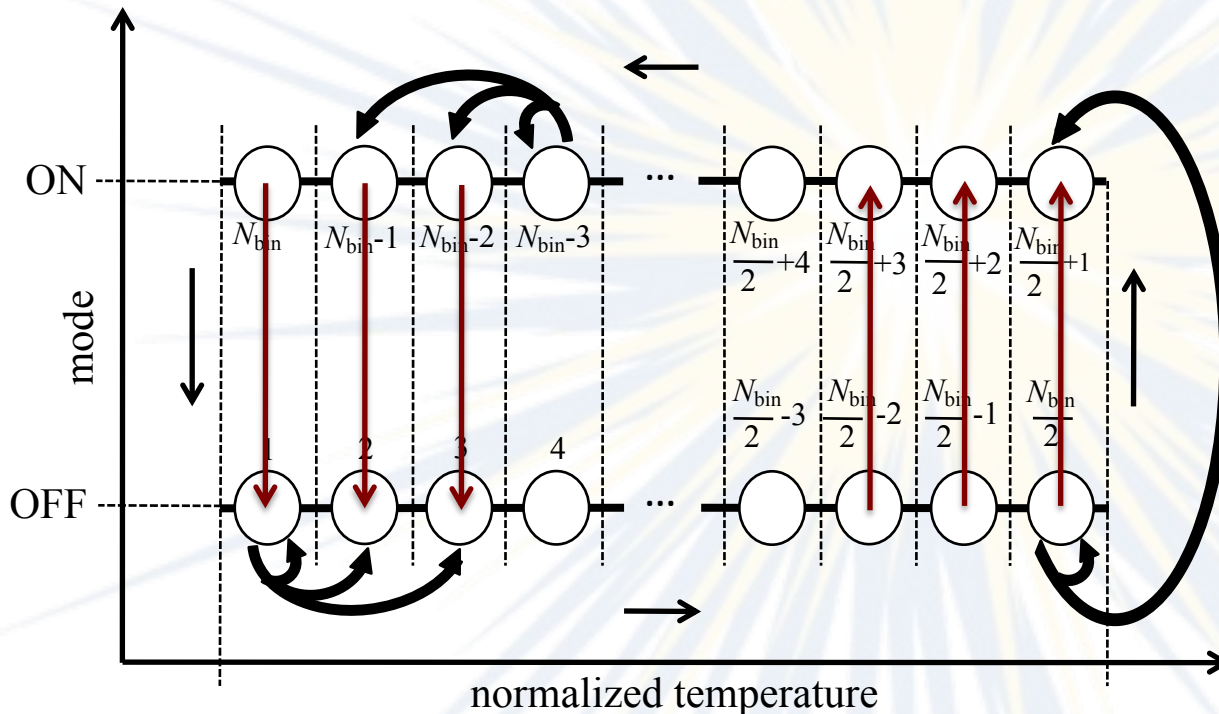 ON
...
N_bin
N_bin-1
N_bin-2
N_bin-3
N_bin/2+4
N_bin/2+3
N_bin/2+2
N_bin/2+1
mode
N_bin/2-3
N_bin/2-2
N_bin/2-1
N_bin/2
1
2
3
4
OFF
...
normalized temperature